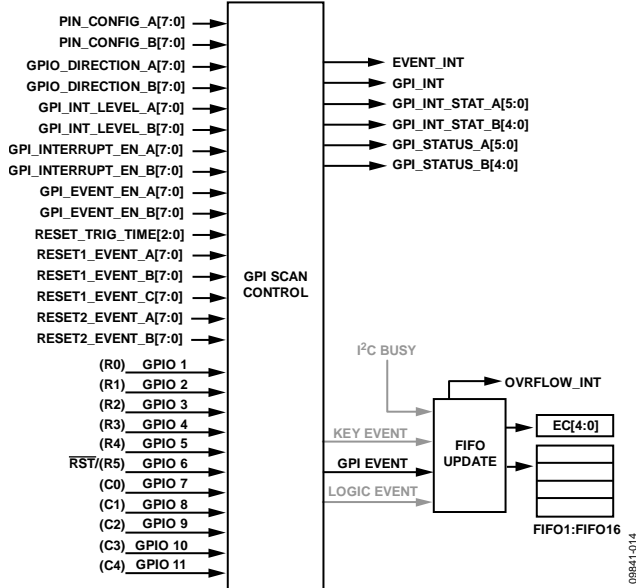 PIN_CONFIG_A[7:0]
PIN_CONFIG_B[7:0]
GPIO_DIRECTION_A[7:0]
GPIO_DIRECTION_B[7:0]
GPI_INT_LEVEL_A[7:0]
GPI_INT_LEVEL_B[7:0]
GPI_INTERRUPT_EN_A[7:0]
GPI_INTERRUPT_EN_B[7:0]
GPI_EVENT_EN_A[7:0]
GPI_EVENT_EN_B[7:0]
RESET_TRIG_TIME[2:0]
RESET1_EVENT_A[7:0]
RESET1_EVENT_B[7:0]
RESET1_EVENT_C[7:0]
RESET2_EVENT_A[7:0]
RESET2_EVENT_B[7:0]
(R0) GPIO 1
(R1) GPIO 2
(R2) GPIO 3
(R3) GPIO 4
(R4) GPIO 5
RST/(R5) GPIO 6
(C0) GPIO 7
(C1) GPIO 8
(C2) GPIO 9
(C3) GPIO 10
(C4) GPIO 11
GPI SCAN
CONTROL
EVENT_INT
GPI_INT
GPI_INT_STAT_A[5:0]
GPI_INT_STAT_B[4:0]
GPI_STATUS_A[5:0]
GPI_STATUS_B[4:0]
I2C BUSY
KEY EVENT
GPI EVENT
LOGIC EVENT
FIFO
UPDATE
OVRFLOW_INT
EC[4:0]
FIFO1:FIFO16
09841-014